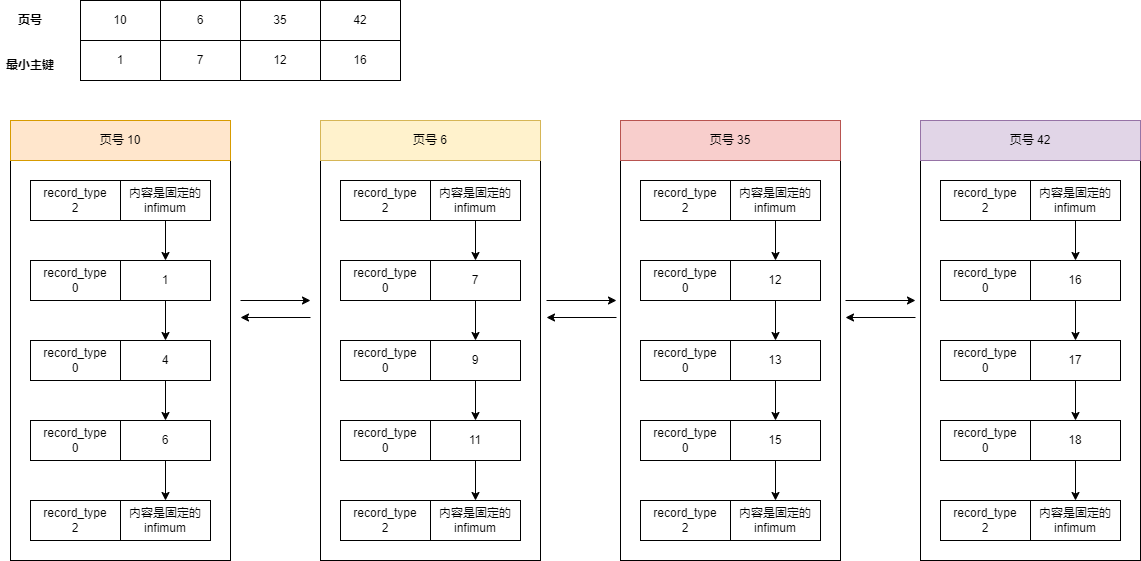 页号 10 6 35 42
最小主键 1 7 12 16
页号 10
record_type
2
内容是固定的
infimum
record_type
0
1
record_type
0
4
record_type
0
6
record_type
2
内容是固定的
infimum
页号 6
record_type
2
内容是固定的
infimum
record_type
0
7
record_type
0
9
record_type
0
11
record_type
2
内容是固定的
infimum
页号 35
record_type
2
内容是固定的
infimum
record_type
0
12
record_type
0
13
record_type
0
15
record_type
2
内容是固定的
infimum
页号 42
record_type
2
内容是固定的
infimum
record_type
0
16
record_type
0
17
record_type
0
18
record_type
2
内容是固定的
infimum